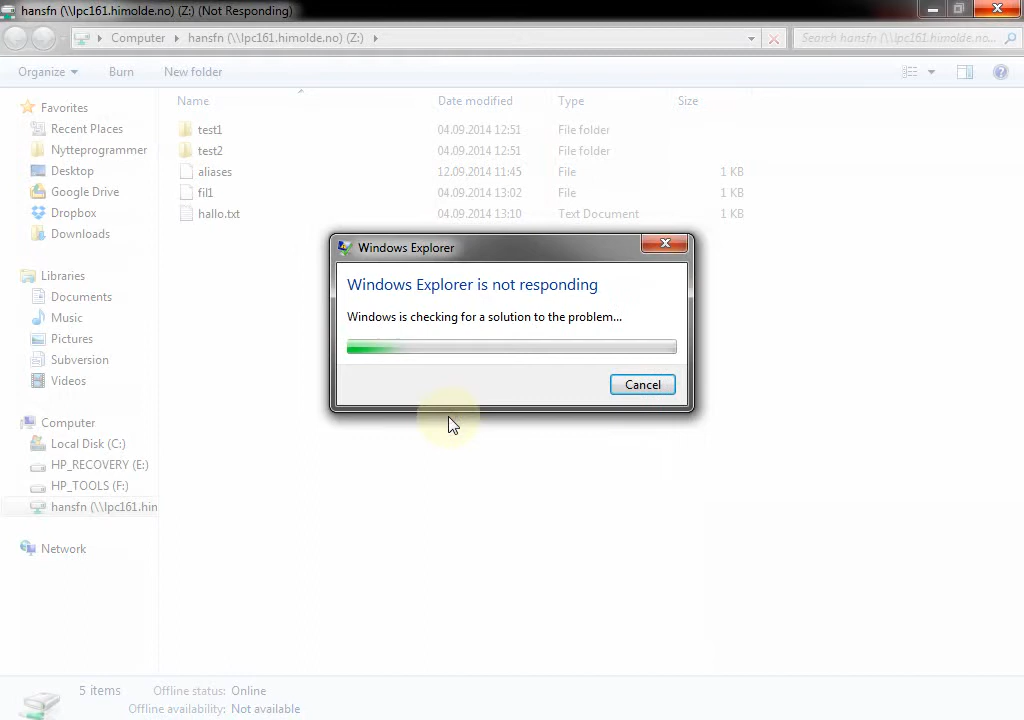 hansfn (\\lpc161.himolde.no) (Z:) (Not Responding)
Computer hansfn (\\lpc161.himolde.no) (Z:) Search hansfn (\\lpc161.himolde.no...
Organize Burn New folder
Name Date modified Type Size
Favorites
Recent Places
Nytteprogrammer
Desktop
Google Drive
Dropbox
Downloads
Libraries
Documents
Music
Pictures
Subversion
Videos
Computer
Local Disk (C:)
HP_RECOVERY (E:)
HP_TOOLS (F:)
hansfn (\\lpc161.him
Network
test1 04.09.2014 12:51 File folder
test2 04.09.2014 12:51 File folder
aliases 12.09.2014 11:45 File 1 KB
fil1 04.09.2014 13:02 File 1 KB
hallo.txt 04.09.2014 13:10 Text Document 1 KB
Windows Explorer
Windows Explorer is not responding
Windows is checking for a solution to the problem...
Cancel
5 items Offline status: Online
Offline availability: Not available